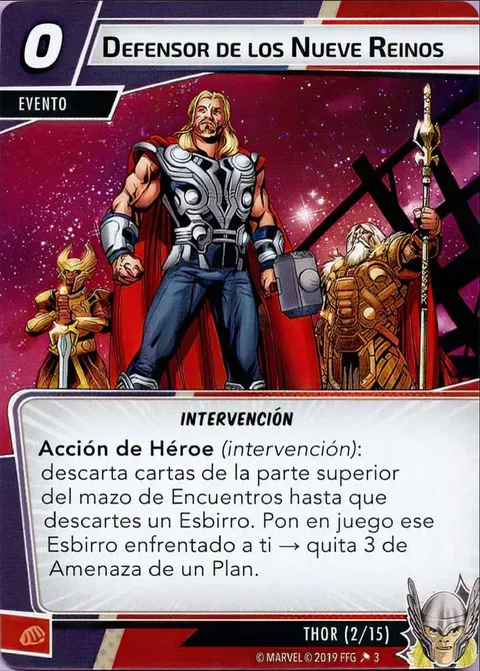 0
DEFENSOR DE LOS NUEVE REINOS
EVENTO
INTERVENCIÓN
Acción de Héroe (intervención):
descarta cartas de la parte superior
del mazo de Encuentros hasta que
descartes un Esbirro. Pon en juego ese
Esbirro enfrentado a ti → quita 3 de
Amenaza de un Plan.
THOR (2/15)
© MARVEL © 2019 FFG 3